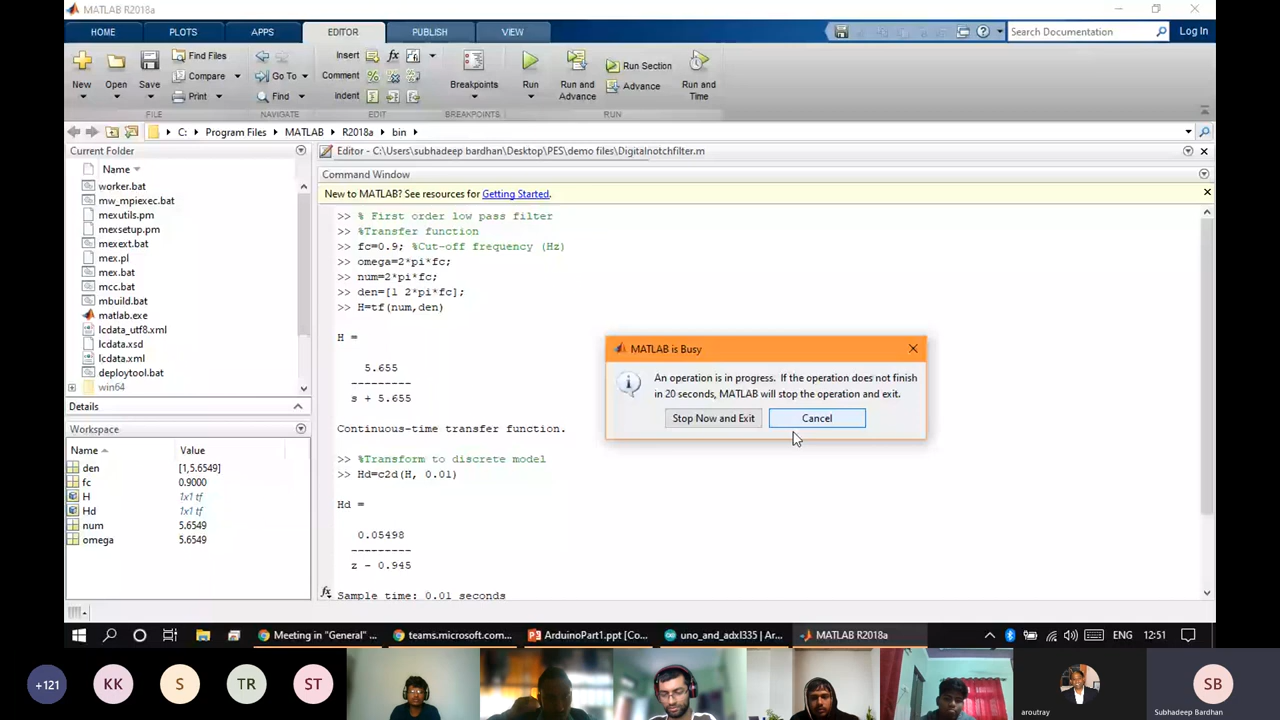 MATLAB R2018a
HOME PLOTS APPS EDITOR PUBLISH VIEW Search Documentation Log In
Find Files Insert fx Run Section
New Open Save Compare Go To Comment % Breakpoints Run Run and Advance Advance Run and Time
Print Find Indent
FILE NAVIGATE EDIT BREAKPOINTS RUN
C: Program Files MATLAB R2018a bin
Current Folder
Name
worker.bat
mw_mpiexec.bat
mexutils.pm
mexsetup.pm
mexext.bat
mex.pl
mex.bat
mcc.bat
mbuild.bat
matlab.exe
lcdata_utf8.xml
lcdata.xsd
lcdata.xml
deploytool.bat
win64
Details
Workspace
Name Value
den [1,5.6549]
fc 0.9000
H 1x1 tf
Hd 1x1 tf
num 5.6549
omega 5.6549
Editor - C:\Users\subhadeep bardhan\Desktop\PES\demo files\Digitalnotchfilter.m
Command Window
New to MATLAB? See resources for Getting Started.
>> % First order low pass filter
>> %Transfer function
>> fc=0.9; %Cut-off frequency (Hz)
>> omega=2*pi*fc;
>> num=2*pi*fc;
>> den=[1 2*pi*fc];
>> H=tf(num,den)
H =
5.655
---------
s + 5.655
Continuous-time transfer function.
>> %Transform to discrete model
>> Hd=c2d(H, 0.01)
Hd =
0.05498
---------
z - 0.945
fx Sample time: 0.01 seconds
MATLAB is Busy
An operation is in progress. If the operation does not finish
in 20 seconds, MATLAB will stop the operation and exit.
Stop Now and Exit Cancel
Meeting in "General" ... teams.microsoft.com... ArduinoPart1.ppt [Co... uno_and_adxl335 | Ar... MATLAB R2018a ENG 12:51
+121 KK S TR ST aroutray SB
Subhadeep Bardhan